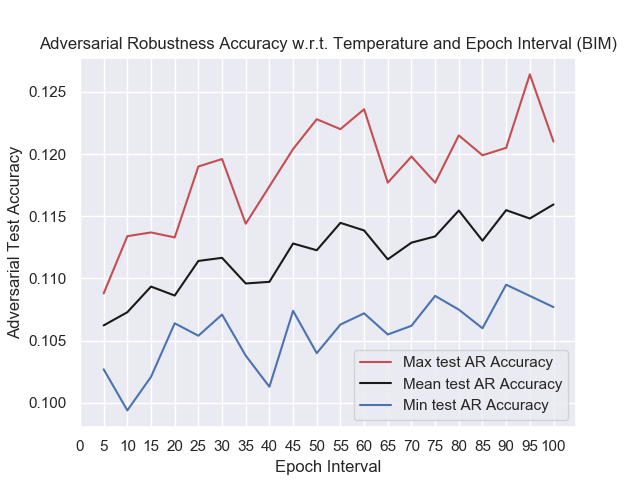 Adversarial Robustness Accuracy w.r.t. Temperature and Epoch Interval (BIM)
Adversarial Test Accuracy
0.125
0.120
0.115
0.110
0.105
0.100
Max test AR Accuracy
Mean test AR Accuracy
Min test AR Accuracy
0 5 10 15 20 25 30 35 40 45 50 55 60 65 70 75 80 85 90 95 100
Epoch Interval